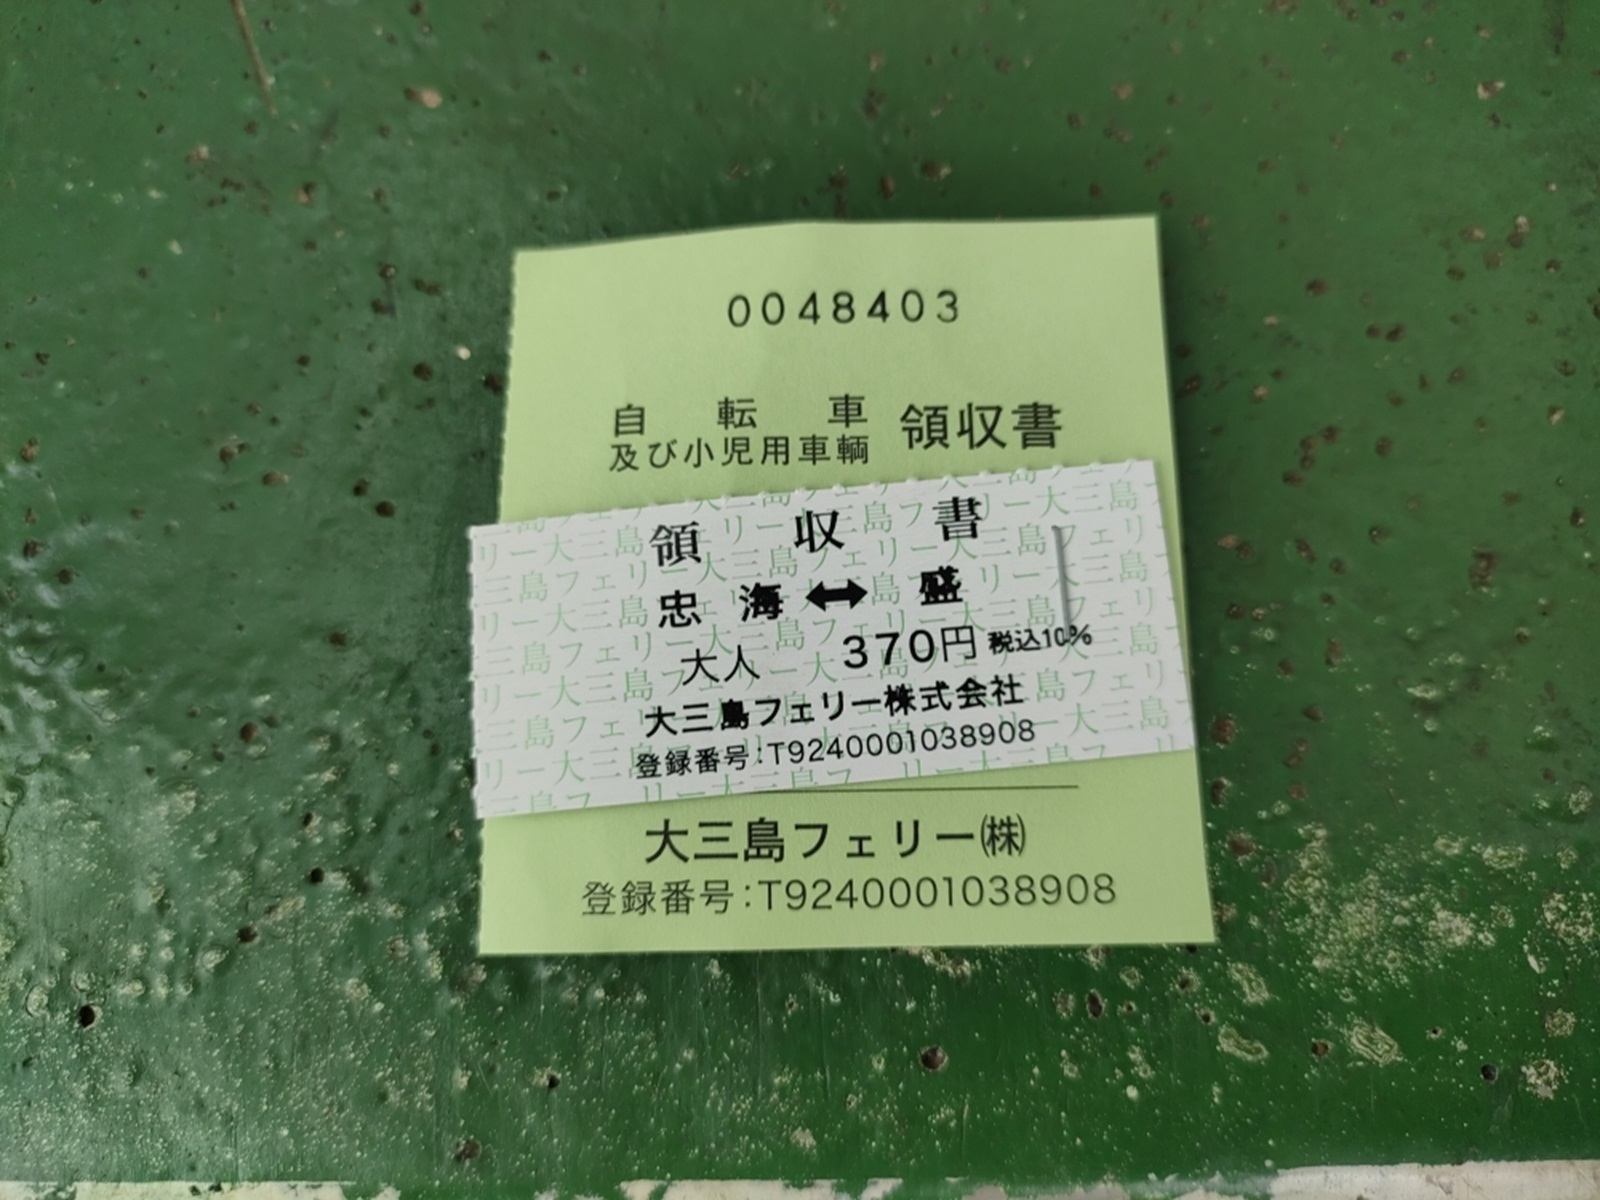 0048403
自転車
及び小児用車輌
領収書
領収書
忠海⬌盛
大人 370円 税込10%
大三島フェリー株式会社
登録番号:T9240001038908
大三島フェリー㈱
登録番号:T9240001038908